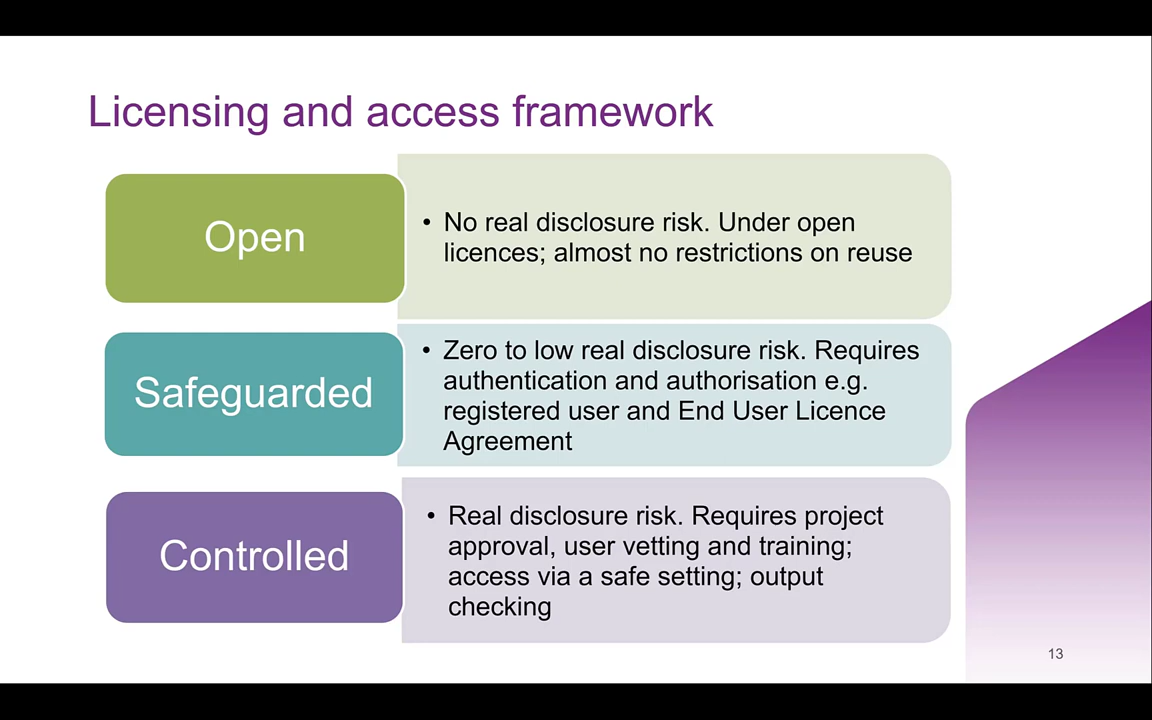 Licensing and access framework
Open
• No real disclosure risk. Under open
licences; almost no restrictions on reuse
Safeguarded
• Zero to low real disclosure risk. Requires
authentication and authorisation e.g.
registered user and End User Licence
Agreement
Controlled
• Real disclosure risk. Requires project
approval, user vetting and training;
access via a safe setting; output
checking
13